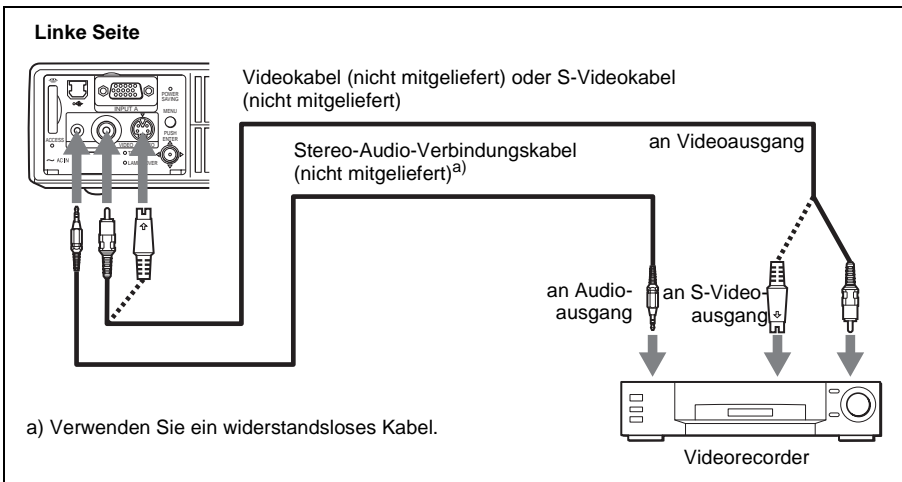 Linke Seite
Videokabel (nicht mitgeliefert) oder S-Videokabel
(nicht mitgeliefert)
POWER
SAVING
INPUT A
MENU
PUSH
ENTER
VIDEO
ACCESS
AC IN
an Videoausgang
Stereo-Audio-Verbindungskabel
(nicht mitgeliefert)a)
an Audio-
ausgang
an S-Video-
ausgang
a) Verwenden Sie ein widerstandsloses Kabel.
Videorecorder